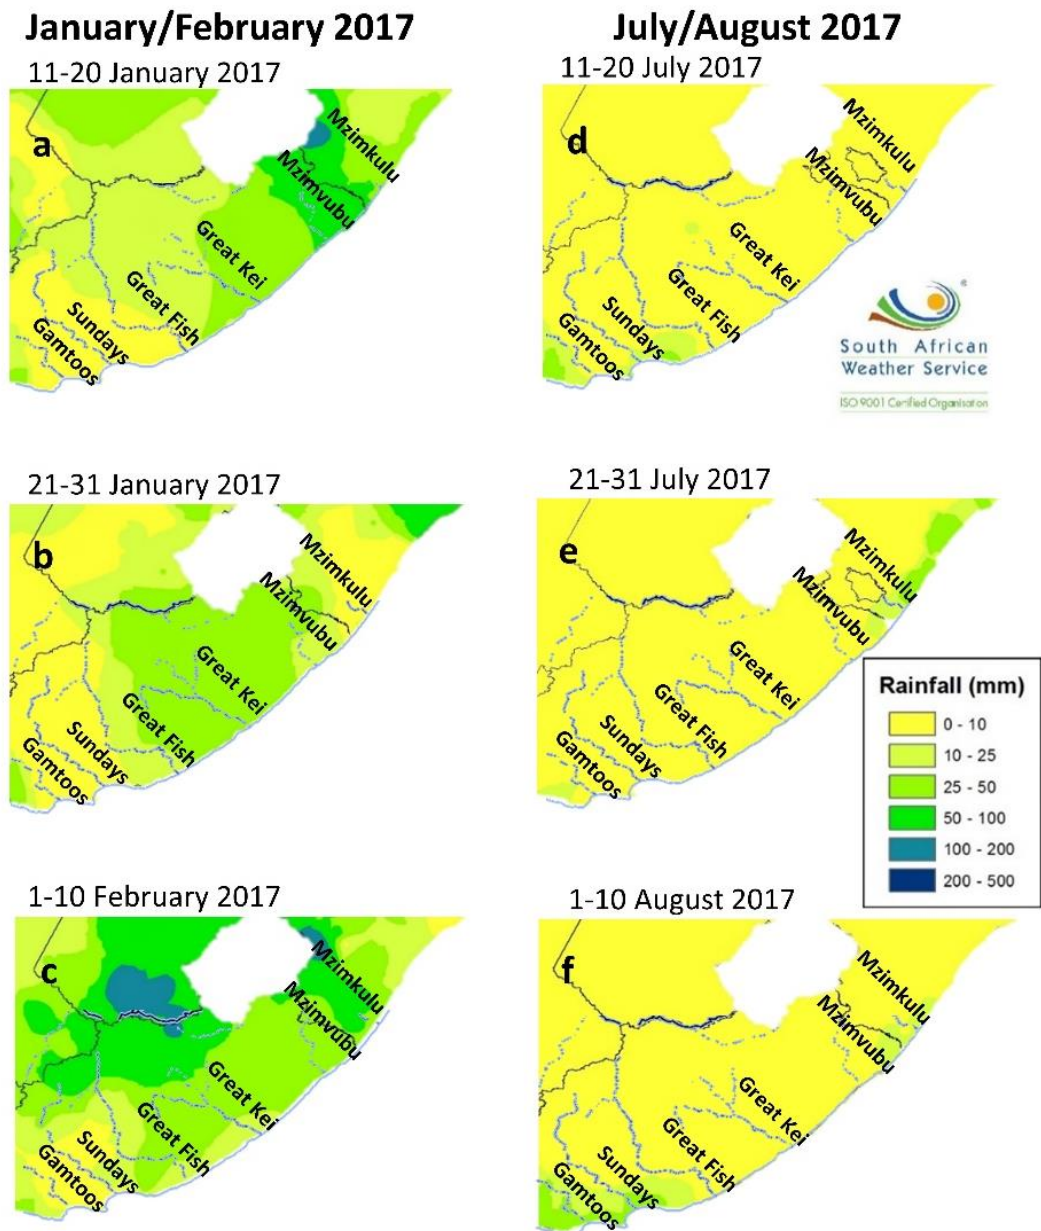 January/February 2017
July/August 2017
11-20 January 2017
11-20 July 2017
a
Mzimkulu
Mzimvubu
Great Kei
Great Fish
Sundays
Gamtoos
d
Mzimkulu
Mzimvubu
Great Kei
Great Fish
Sundays
Gamtoos
®
South African
Weather Service
ISO 9001 Certified Organisation
21-31 January 2017
21-31 July 2017
b
Mzimkulu
Mzimvubu
Great Kei
Great Fish
Sundays
Gamtoos
e
Mzimkulu
Mzimvubu
Great Kei
Great Fish
Sundays
Gamtoos
Rainfall (mm)
0 - 10
10 - 25
25 - 50
50 - 100
100 - 200
200 - 500
1-10 February 2017
1-10 August 2017
c
Mzimkulu
Mzimvubu
Great Kei
Great Fish
Sundays
Gamtoos
f
Mzimkulu
Mzimvubu
Great Kei
Great Fish
Sundays
Gamtoos